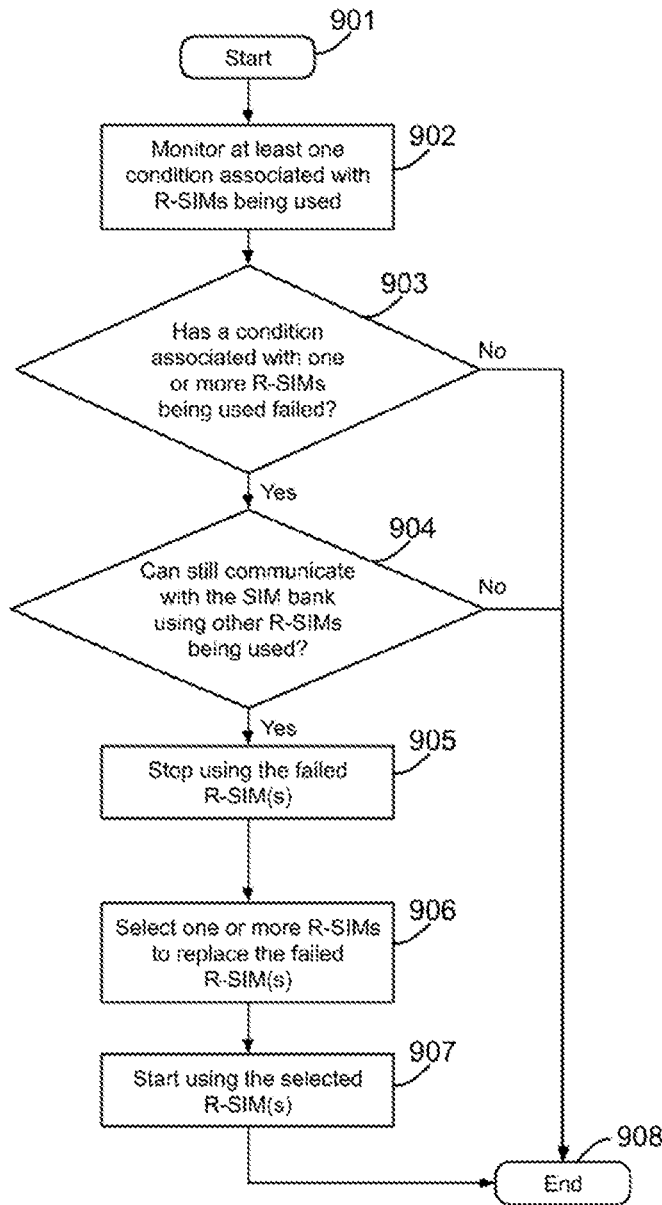 901
Start
902
Monitor at least one
condition associated with
R-SIMs being used
903
Has a condition
associated with one
or more R-SIMs
being used failed?
No
Yes
904
Can still communicate
with the SIM bank
using other R-SIMs
being used?
No
Yes
905
Stop using the failed
R-SIM(s)
906
Select one or more R-SIMs
to replace the failed
R-SIM(s)
907
Start using the selected
R-SIM(s)
908
End